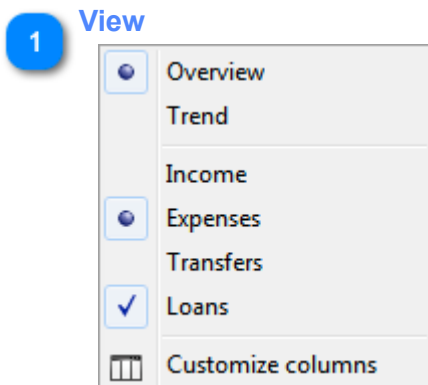 1
View
Overview
Trend
Income
Expenses
Transfers
Loans
Customize columns